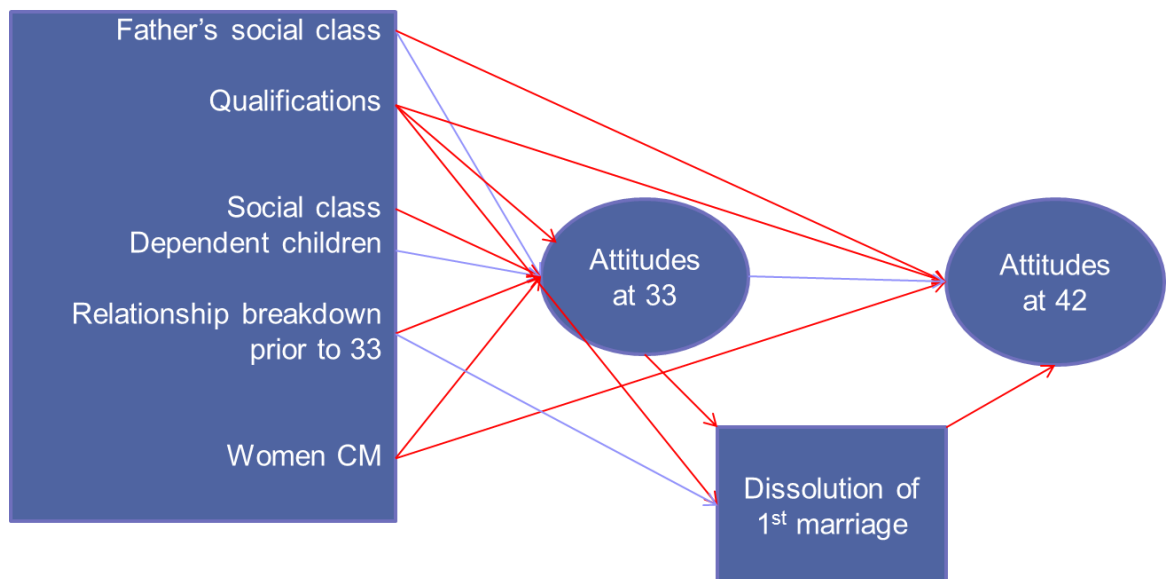 Father’s social class
Qualifications
Social class
Dependent children
Relationship breakdown
prior to 33
Women CM
Attitudes
at 33
Attitudes
at 42
Dissolution of
1st marriage